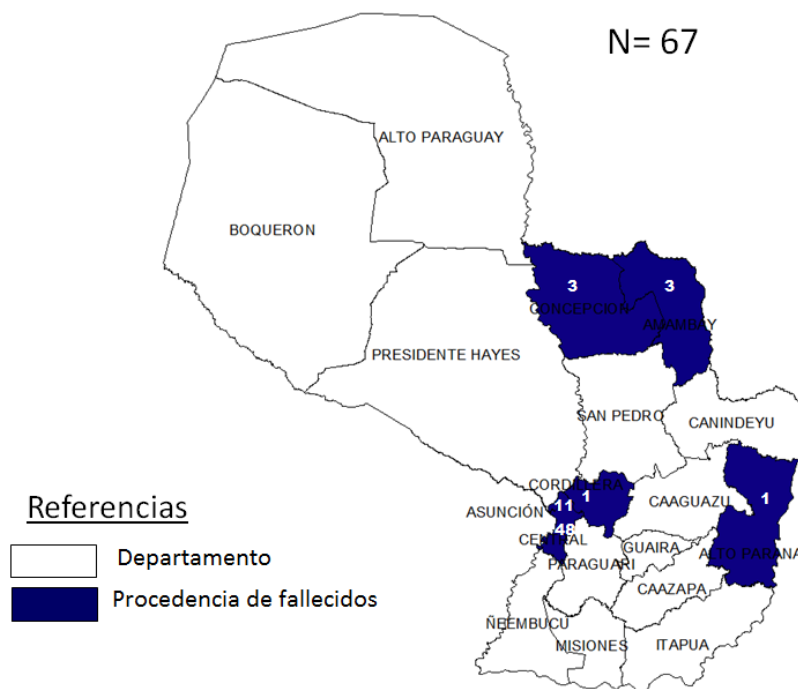 N= 67
ALTO PARAGUAY
BOQUERON
3
3
CONCEPCION
AMAMBAY
PRESIDENTE HAYES
SAN PEDRO
CANINDEYU
CORDILLERA
11
1
CAAGUAZU
1
ASUNCIÓN
48
CENTRAL
GUAIRA
ALTO PARANA
PARAGUARI
CAAZAPA
ÑEEMBUCU
MISIONES
ITAPUA
Referencias
Departamento
Procedencia de fallecidos